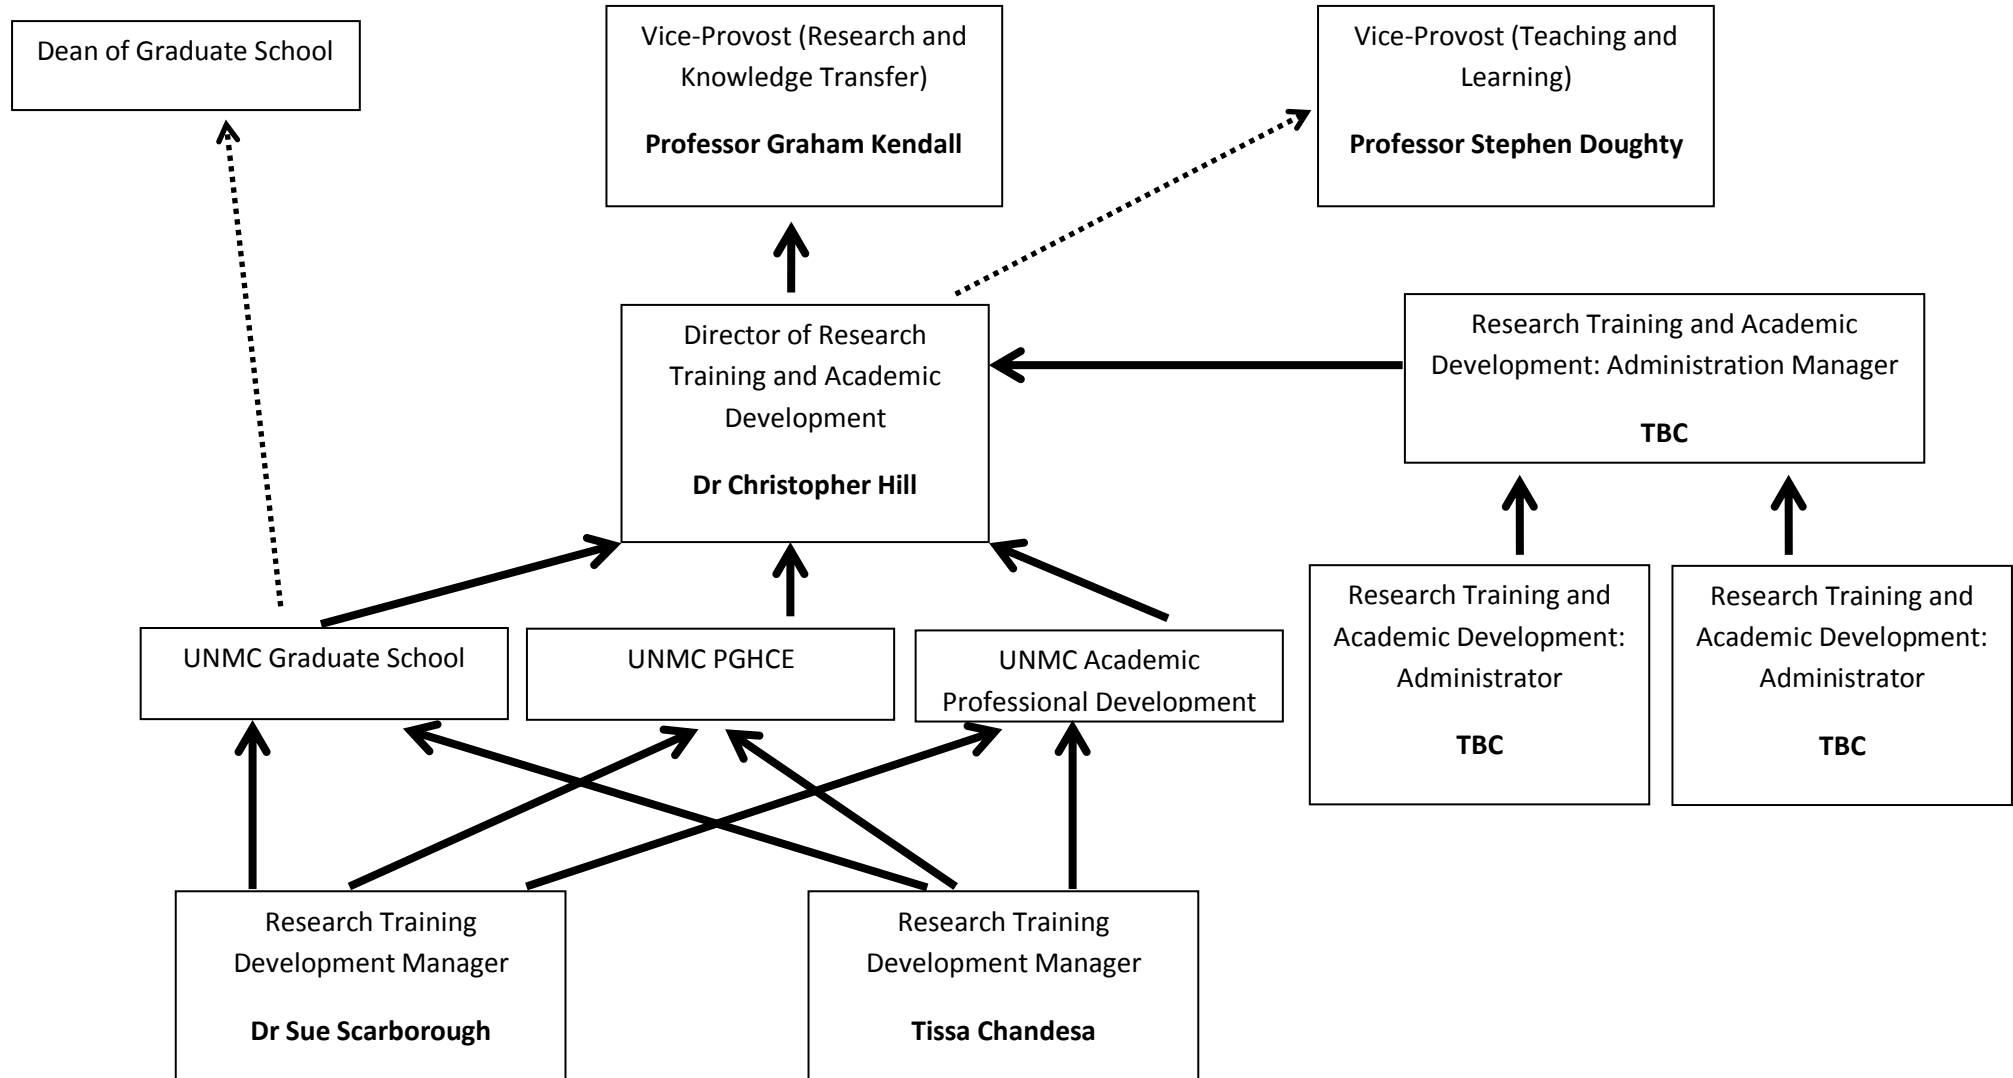 Dean of Graduate School
Vice-Provost (Research and
Knowledge Transfer)
Professor Graham Kendall
Vice-Provost (Teaching and
Learning)
Professor Stephen Doughty
Director of Research
Training and Academic
Development
Dr Christopher Hill
Research Training and Academic
Development: Administration Manager
TBC
UNMC Graduate School
UNMC PGHCE
UNMC Academic
Professional Development
Research Training and
Academic Development:
Administrator
TBC
Research Training and
Academic Development:
Administrator
TBC
Research Training
Development Manager
Dr Sue Scarborough
Research Training
Development Manager
Tissa Chandesa